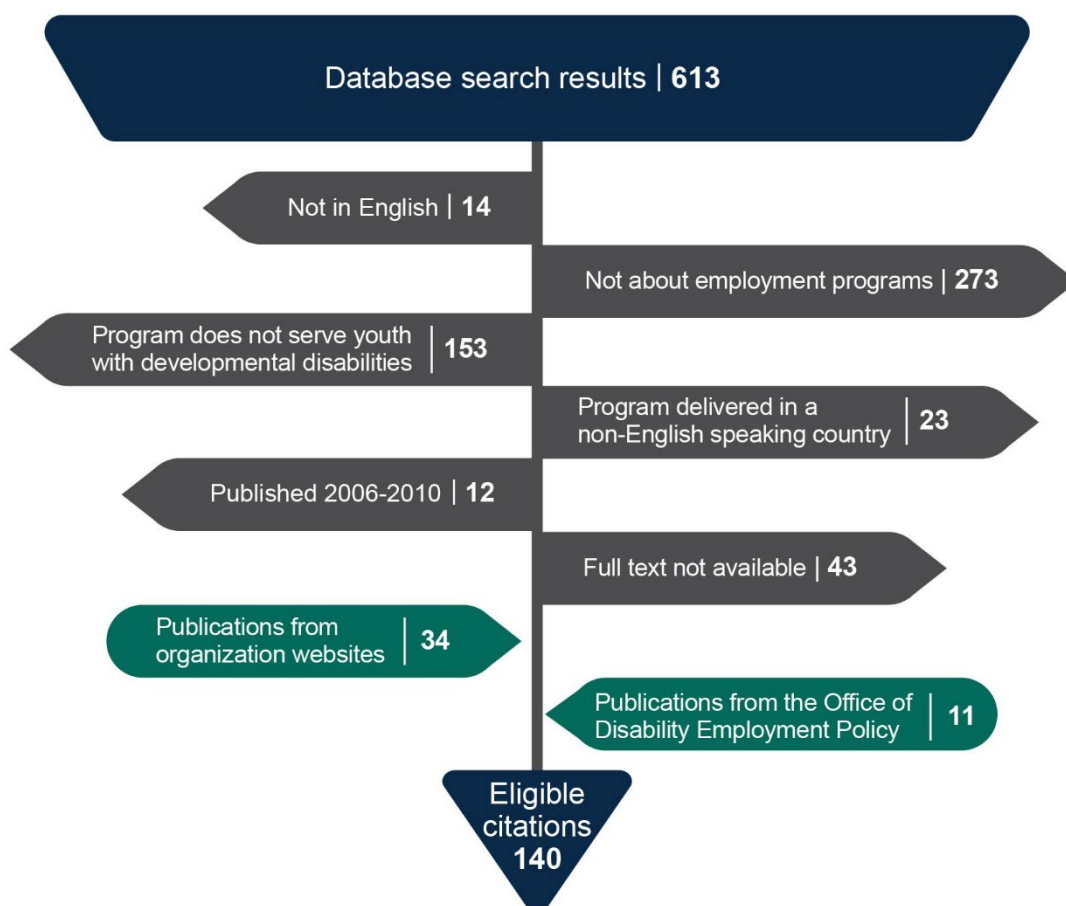 Database search results | 613
Not in English | 14
Not about employment programs | 273
Program does not serve youth
with developmental disabilities | 153
Program delivered in a
non-English speaking country | 23
Published 2006-2010 | 12
Full text not available | 43
Publications from
organization websites | 34
Publications from the Office of
Disability Employment Policy | 11
Eligible
citations
140